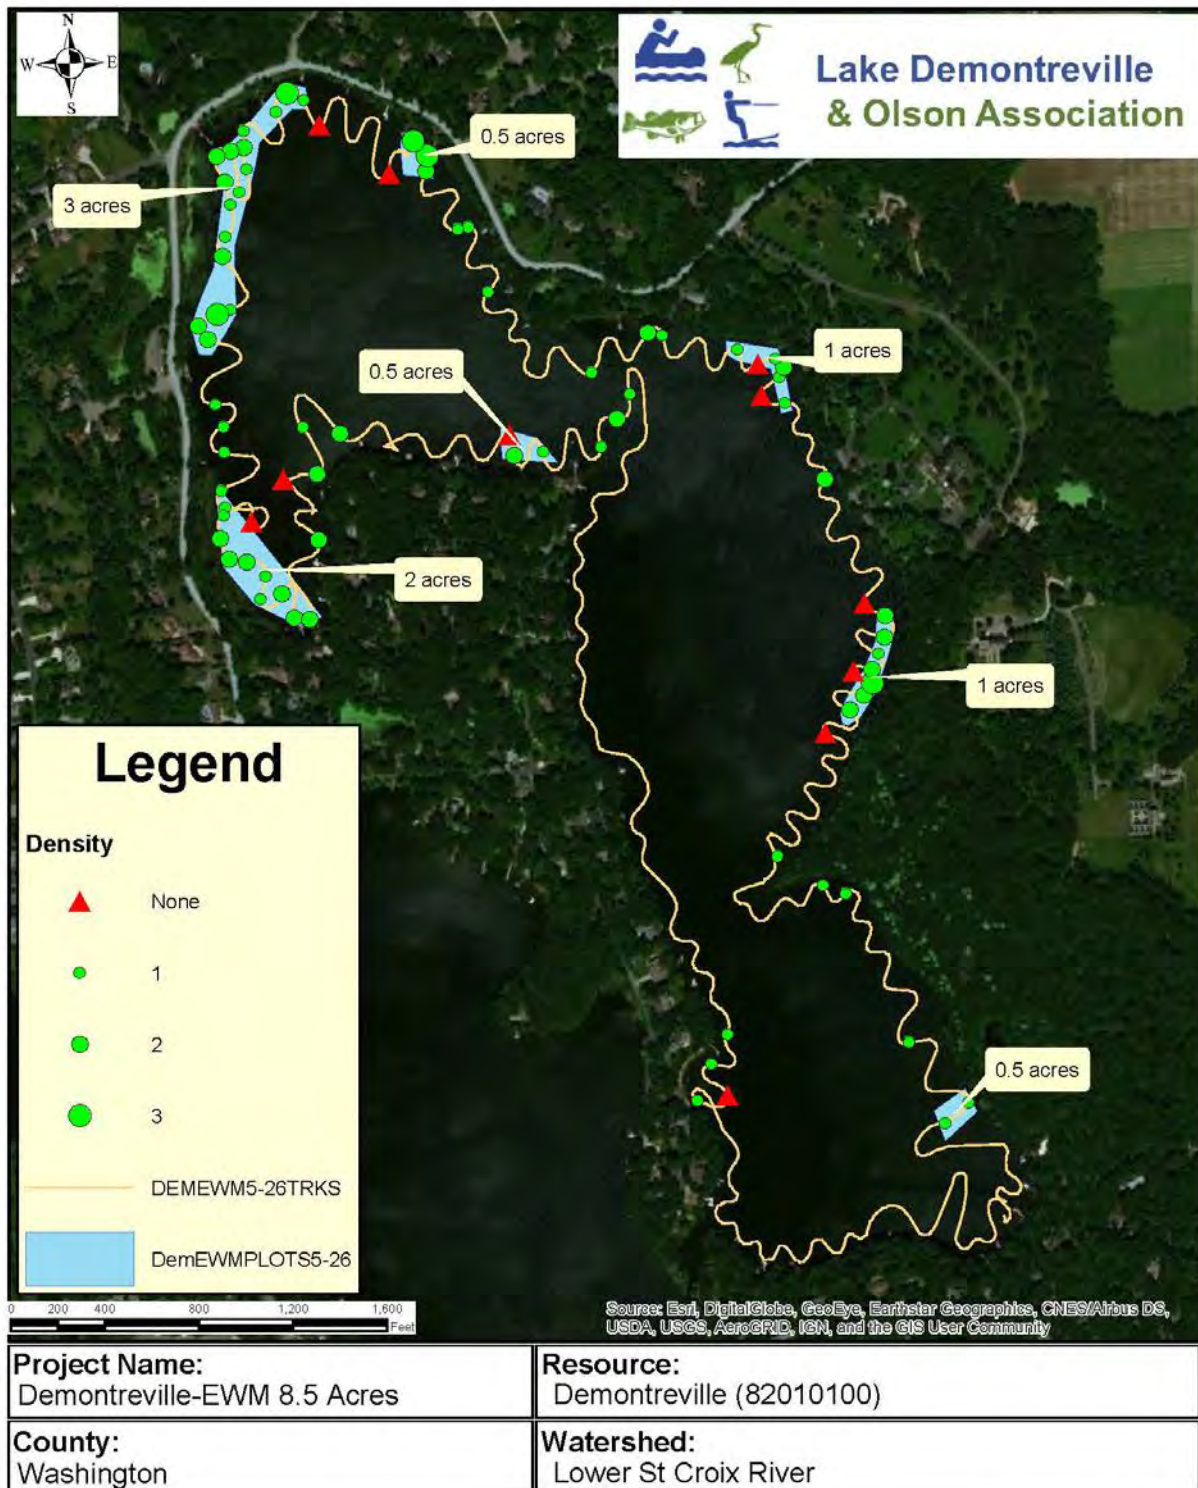 N
W E
S
Lake Demontreville
& Olson Association
0.5 acres
3 acres
1 acres
0.5 acres
2 acres
1 acres
0.5 acres
Legend
Density
None
1
2
3
DEMEWM5-26TRKS
DemEWMPLOTS5-26
0 200 400 800 1,200 1,600
Feet
Source: Esri, DigitalGlobe, GeoEye, Earthstar Geographics, CNES/Airbus DS,
USDA, USGS, AeroGRID, IGN, and the GIS User Community
Project Name:
Demontreville-EWM 8.5 Acres
Resource:
Demontreville (82010100)
County:
Washington
Watershed:
Lower St Croix River